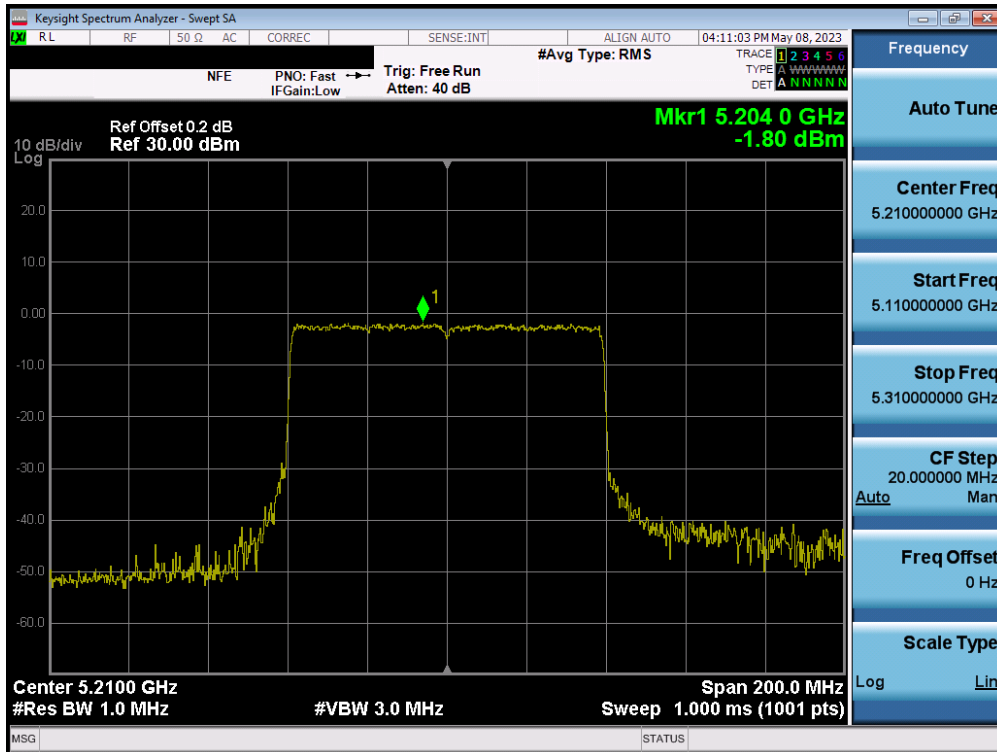 Keysight Spectrum Analyzer - Swept SA
LXI RL RF 50 Ω AC CORREC SENSE:INT ALIGN AUTO 04:11:03 PM May 08, 2023
NFE PNO: Fast Trig: Free Run #Avg Type: RMS TRACE 1 2 3 4 5 6
IFGain:Low Atten: 40 dB TYPE A WWWWW
DET A N N N N N
Mkr1 5.204 0 GHz
-1.80 dBm
Ref Offset 0.2 dB
10 dB/div Ref 30.00 dBm
Log
20.0
10.0
1
0.00
-10.0
-20.0
-30.0
-40.0
-50.0
-60.0
Center 5.2100 GHz Span 200.0 MHz
#Res BW 1.0 MHz #VBW 3.0 MHz Sweep 1.000 ms (1001 pts)
MSG STATUS
Frequency
Auto Tune
Center Freq
5.210000000 GHz
Start Freq
5.110000000 GHz
Stop Freq
5.310000000 GHz
CF Step
20.000000 MHz
Auto Man
Freq Offset
0 Hz
Scale Type
Log Lin